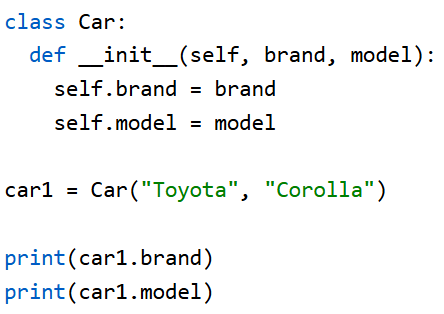 class Car:
  def __init__(self, brand, model):
    self.brand = brand
    self.model = model

car1 = Car("Toyota", "Corolla")

print(car1.brand)
print(car1.model)